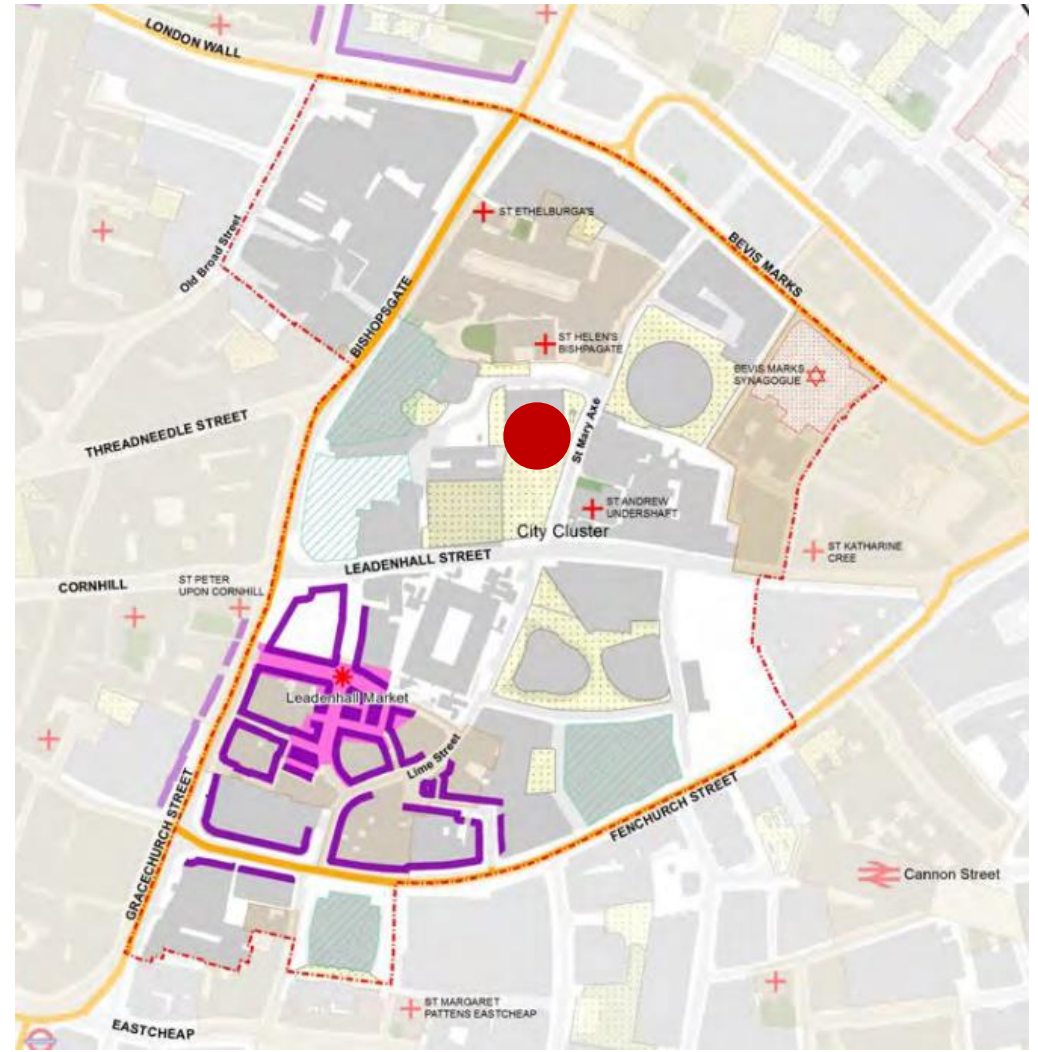 LONDON WALL
ST ETHELBURGA'S
Old Broad Street
BISHOPSGATE
BEVIS MARKS
ST HELEN'S
BISHPAGATE
BEVIS MARKS
SYNAGOGUE
THREADNEEDLE STREET
St Mary Axe
ST ANDREW
UNDERSHAFT
City Cluster
ST KATHARINE
CREE
LEADENHALL STREET
CORNHILL
ST PETER
UPON CORNHILL
Leadenhall Market
Lime Street
GRACECHURCH STREET
FENCHURCH STREET
Cannon Street
ST MARGARET
PATTENS EASTCHEAP
EASTCHEAP